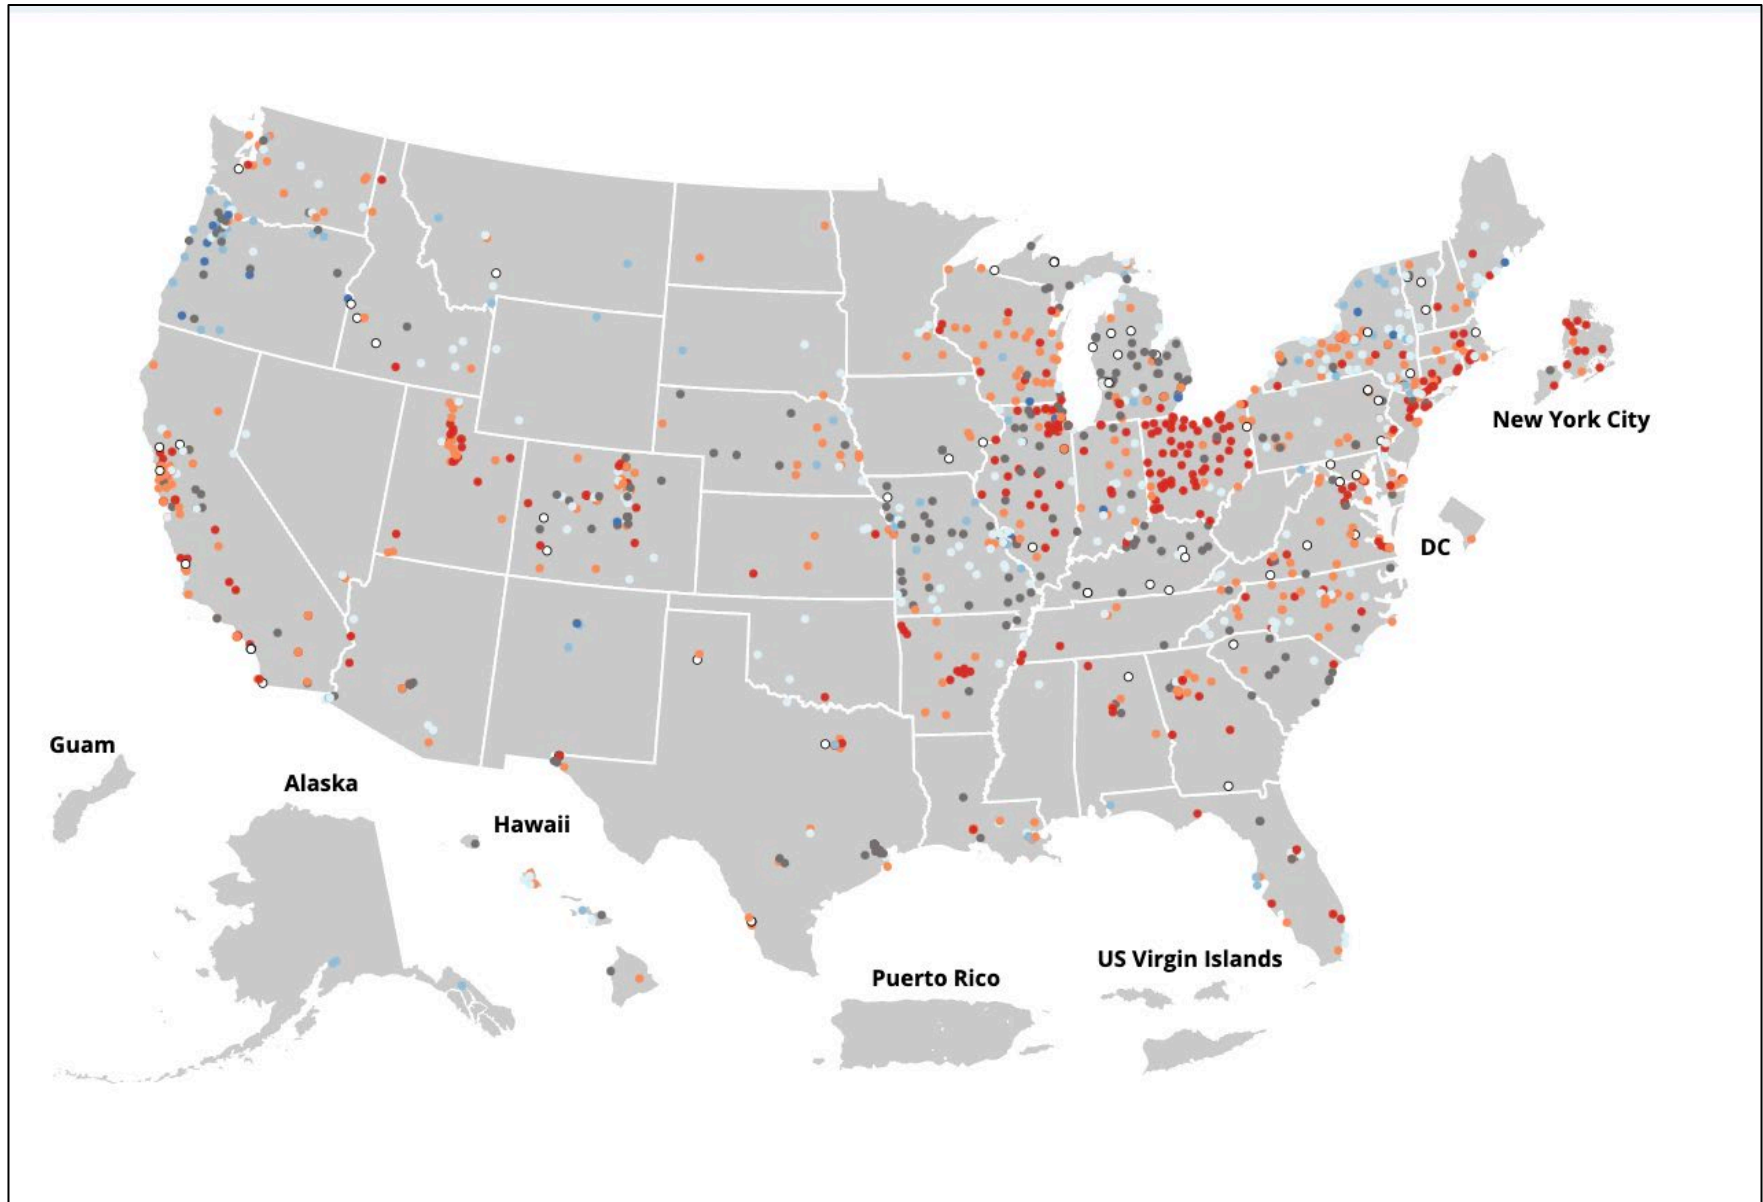 New York City
DC
Guam
Alaska
Hawaii
US Virgin Islands
Puerto Rico